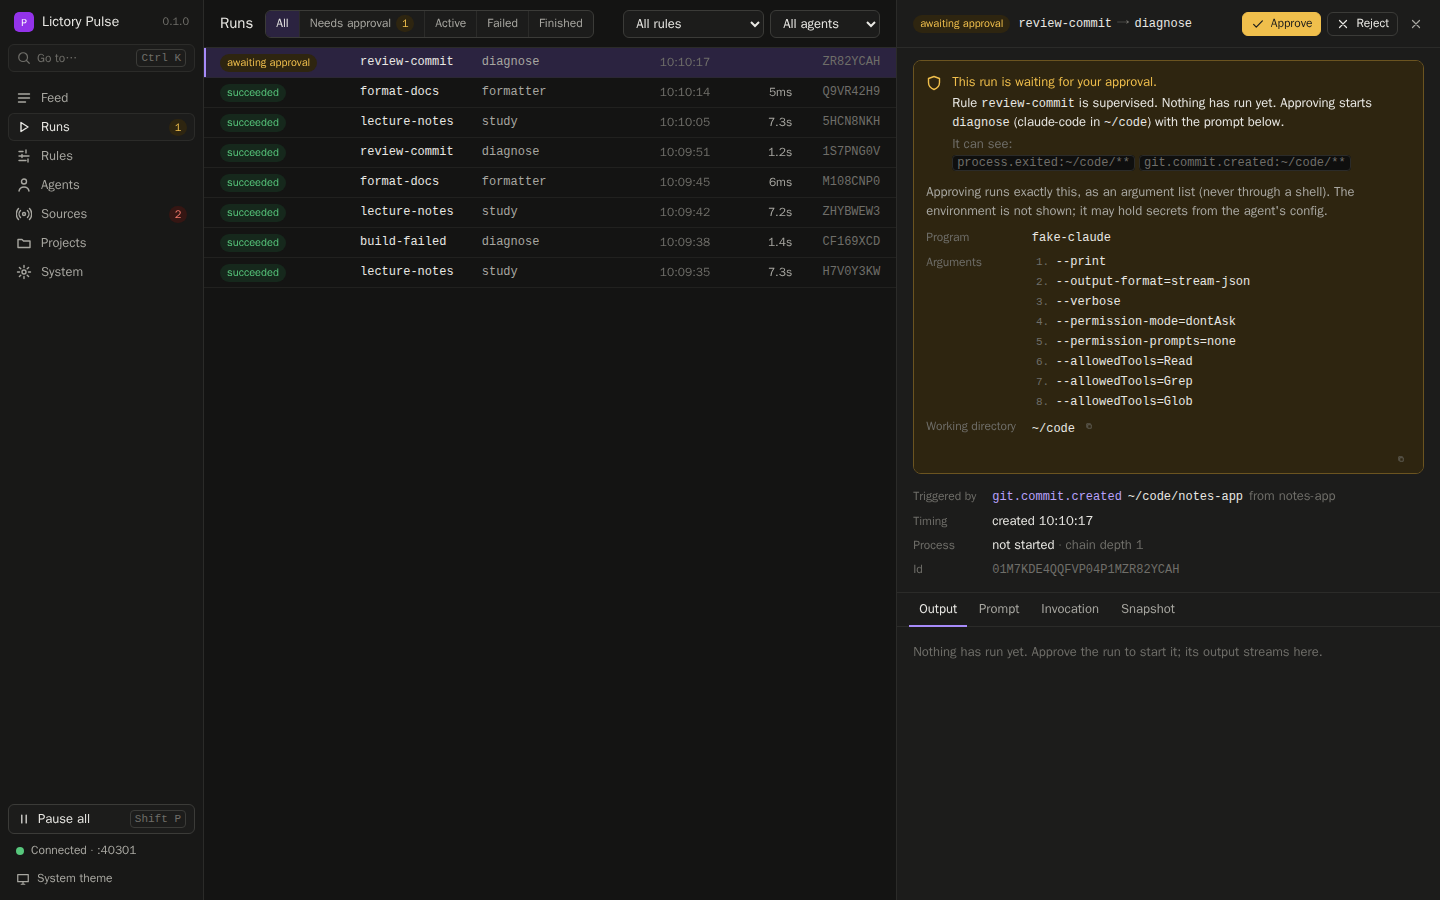 P Lictory Pulse 0.1.0
Go to··· Ctrl K
Feed
Runs 1
Rules
Agents
Sources 2
Projects
System
Pause all Shift P
Connected · :40301
System theme
Runs All Needs approval 1 Active Failed Finished All rules All agents
awaiting approval review-commit diagnose 10:10:17 ZR82YCAH
succeeded format-docs formatter 10:10:14 5ms Q9VR42H9
succeeded lecture-notes study 10:10:05 7.3s 5HCN8NKH
succeeded review-commit diagnose 10:09:51 1.2s 1S7PNG0V
succeeded format-docs formatter 10:09:45 6ms M108CNP0
succeeded lecture-notes study 10:09:42 7.2s ZHYBWEW3
succeeded build-failed diagnose 10:09:38 1.4s CF169XCD
succeeded lecture-notes study 10:09:35 7.3s H7V0Y3KW
awaiting approval review-commit → diagnose Approve Reject
This run is waiting for your approval.
Rule review-commit is supervised. Nothing has run yet. Approving starts
diagnose (claude-code in ~/code) with the prompt below.
It can see:
process.exited:~/code/** git.commit.created:~/code/**
Approving runs exactly this, as an argument list (never through a shell). The
environment is not shown; it may hold secrets from the agent's config.
Program fake-claude
Arguments 1. --print
2. --output-format=stream-json
3. --verbose
4. --permission-mode=dontAsk
5. --permission-prompts=none
6. --allowedTools=Read
7. --allowedTools=Grep
8. --allowedTools=Glob
Working directory ~/code
Triggered by git.commit.created ~/code/notes-app from notes-app
Timing created 10:10:17
Process not started · chain depth 1
Id 01M7KDE4QQFVP04P1MZR82YCAH
Output Prompt Invocation Snapshot
Nothing has run yet. Approve the run to start it; its output streams here.